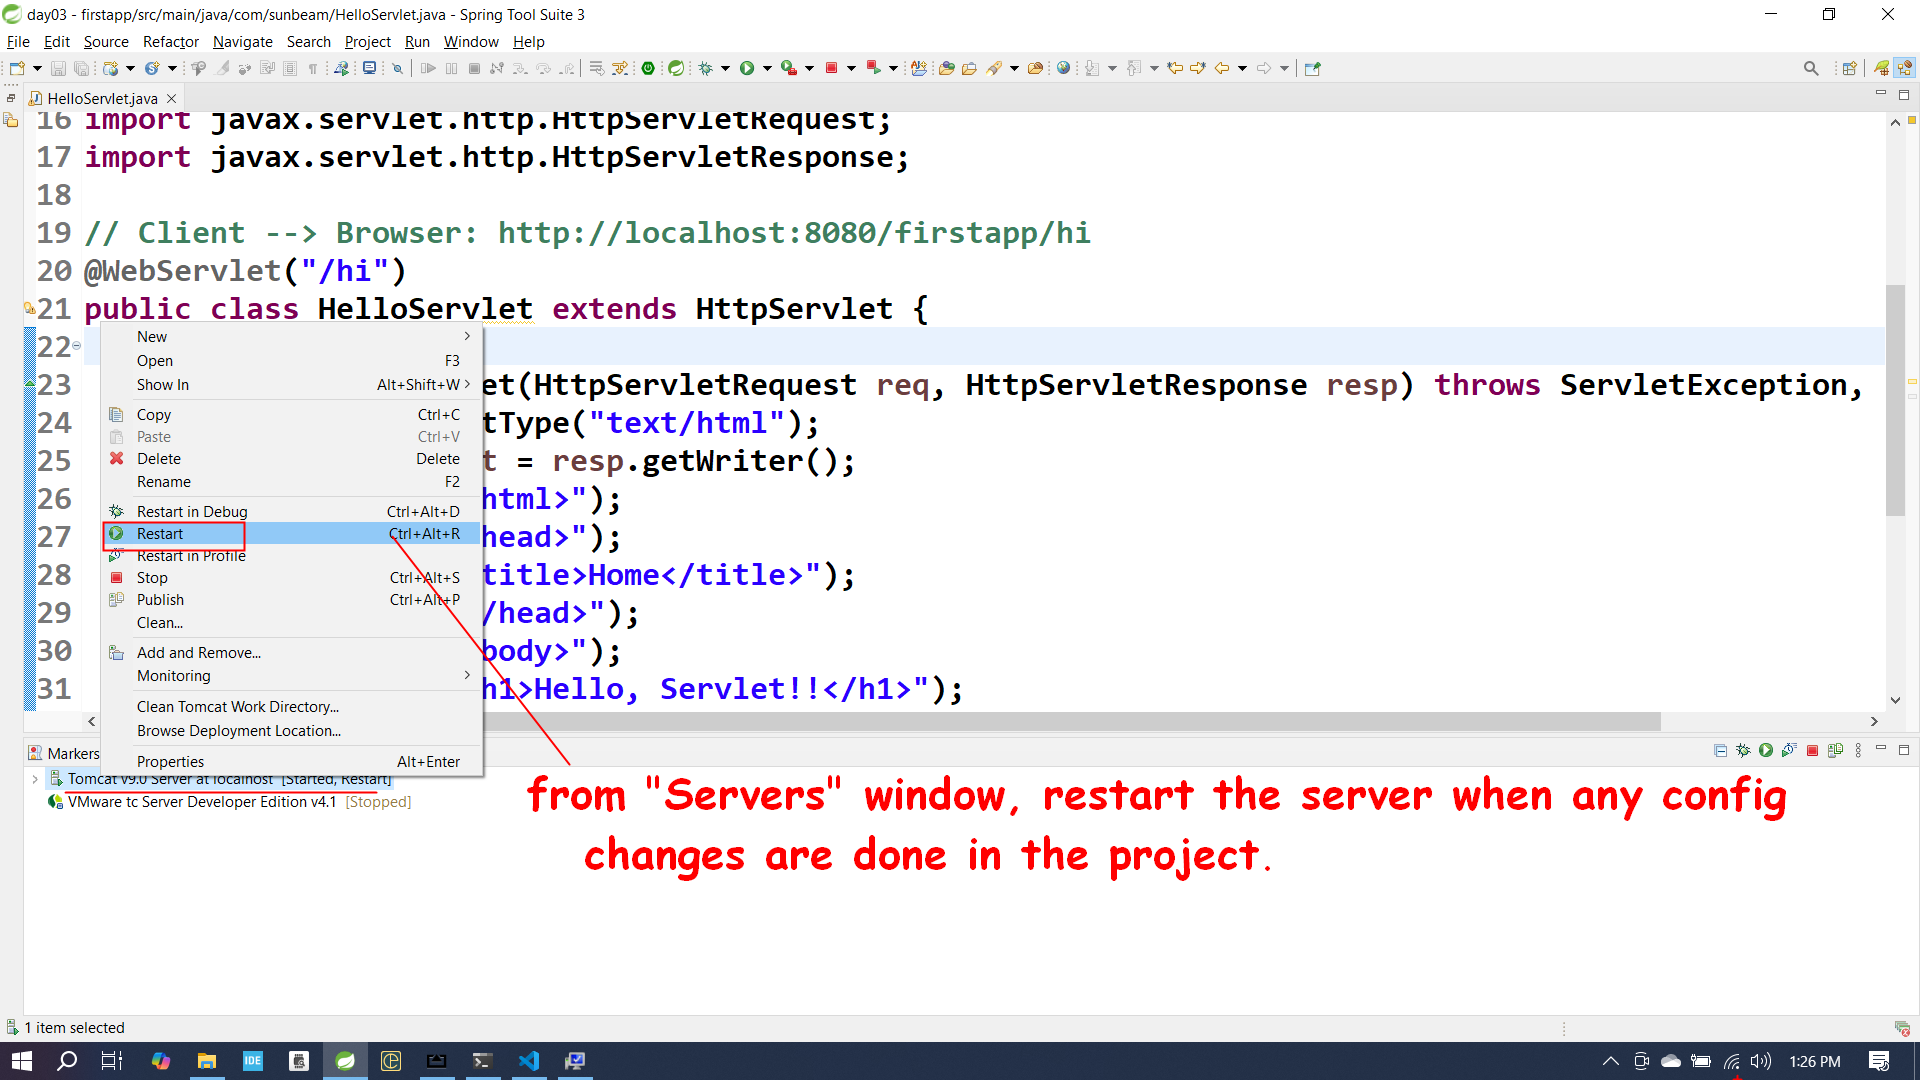 day03 - firstapp/src/main/java/com/sunbeam/HelloServlet.java - Spring Tool Suite 3
File Edit Source Refactor Navigate Search Project Run Window Help
HelloServlet.java
16 import javax.servlet.http.HttpServletRequest;
17 import javax.servlet.http.HttpServletResponse;
18
19 // Client --> Browser: http://localhost:8080/firstapp/hi
20 @WebServlet("/hi")
21 public class HelloServlet extends HttpServlet {
22
23 et(HttpServletRequest req, HttpServletResponse resp) throws ServletException,
24 tType("text/html");
25 t = resp.getWriter();
26 html>");
27 head>");
28 title>Home</title>");
29 /head>");
30 body>");
31 h1>Hello, Servlet!!</h1>");
New
Open F3
Show In Alt+Shift+W
Copy Ctrl+C
Paste Ctrl+V
Delete Delete
Rename F2
Restart in Debug Ctrl+Alt+D
Restart Ctrl+Alt+R
Restart in Profile
Stop Ctrl+Alt+S
Publish Ctrl+Alt+P
Clean...
Add and Remove...
Monitoring
Clean Tomcat Work Directory...
Browse Deployment Location...
Properties Alt+Enter
Markers
Tomcat v9.0 Server at localhost [Started, Restart]
VMware tc Server Developer Edition v4.1 [Stopped]
from "Servers" window, restart the server when any config
changes are done in the project.
1 item selected
IDE
1:26 PM